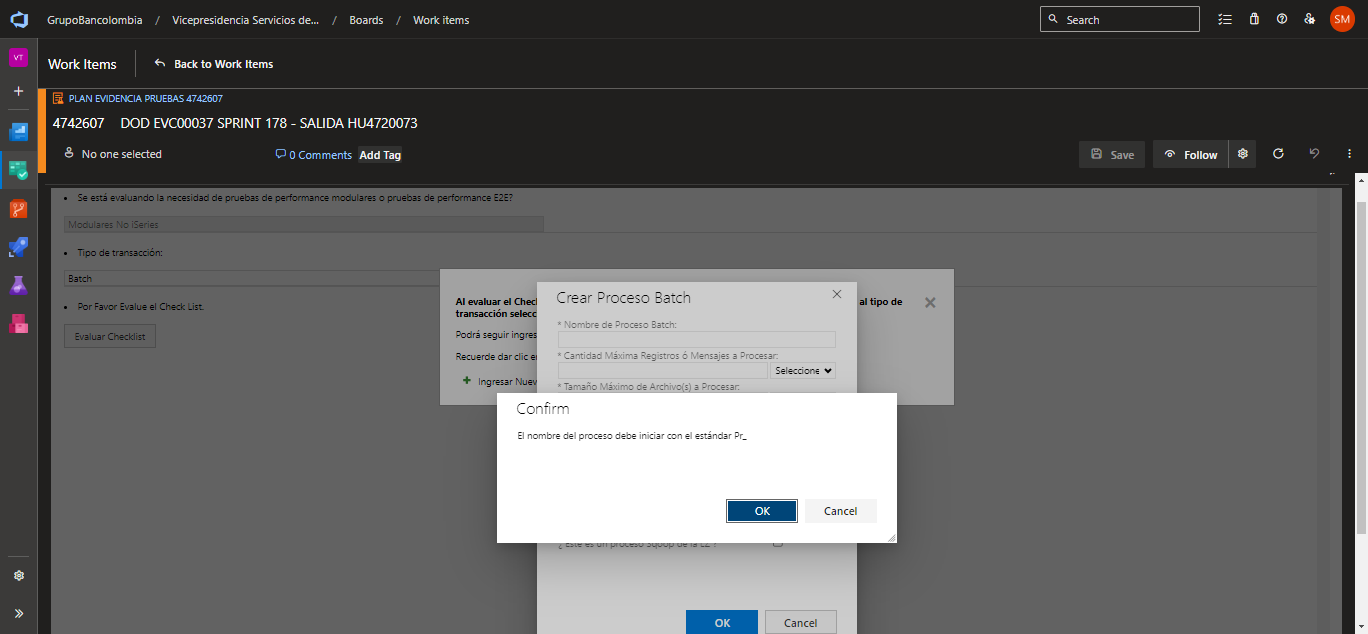 GrupoBancolombia / Vicepresidencia Servicios de... / Boards / Work items
Search
SM
VT
Work Items
Back to Work Items
PLAN EVIDENCIA PRUEBAS 4742607
4742607 DOD EVC00037 SPRINT 178 - SALIDA HU4720073
No one selected
0 Comments
Add Tag
Save
Follow
• Se está evaluando la necesidad de pruebas de performance modulares o pruebas de performance E2E?
Modulares No ISeries
• Tipo de transacción:
Batch
• Por Favor Evalue el Check List.
Evaluar Checklist
Al evaluar el Chec
al tipo de
transacción selecc
Podrá seguir ingres
Recuerde dar clic e
Ingresar Nuev
Crear Proceso Batch
* Nombre de Proceso Batch:
* Cantidad Máxima Registros ó Mensajes a Procesar:
Seleccione
* Tamaño Máximo de Archivo(s) a Procesar:
Confirm
El nombre del proceso debe iniciar con el estándar Pr_
OK
Cancel
¿ Este es un proceso Sqoop de la LZ ?
OK
Cancel